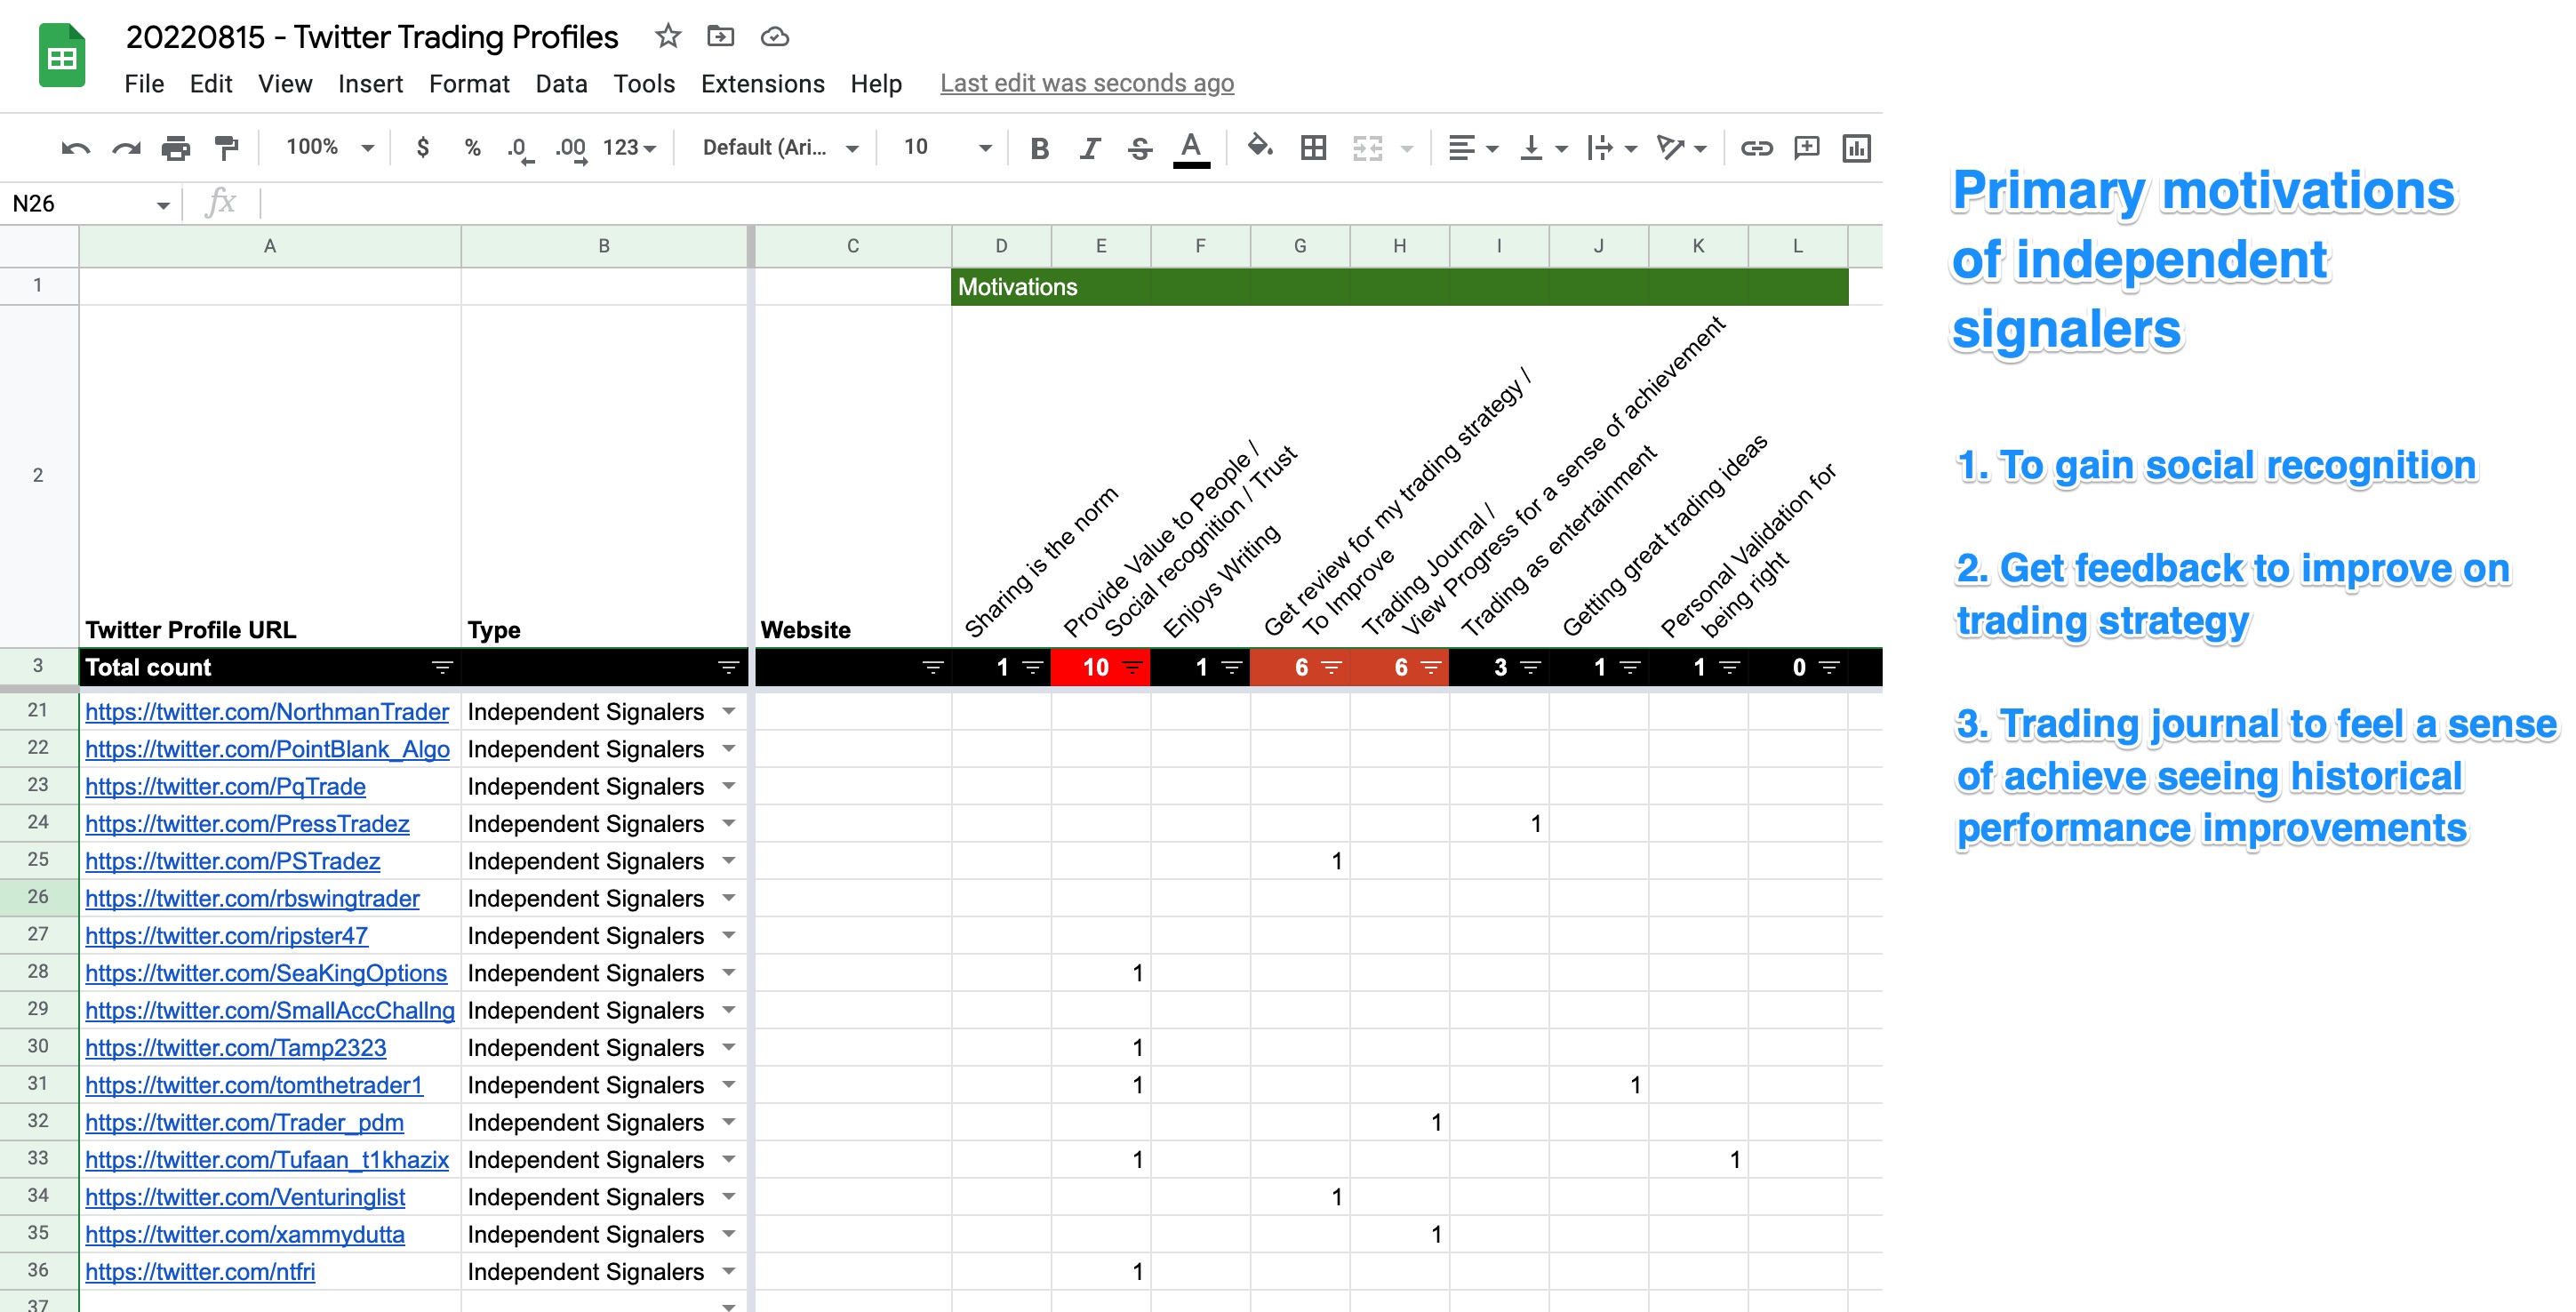 20220815 - Twitter Trading Profiles
File Edit View Insert Format Data Tools Extensions Help Last edit was seconds ago
100% $ % .0 .00 123 Default (Ari... 10 B I S A
N26 fx
A B C D E F G H I J K L
1 Motivations
2 Twitter Profile URL Type Website
Sharing is the norm
Provide Value to People /
Social recognition / Trust
Enjoys Writing
Get review for my trading strategy /
To Improve
Trading Journal /
View Progress for a sense of achievement
Trading as entertainment
Getting great trading ideas
Personal Validation for
being right
3 Total count 1 10 1 6 6 3 1 1 0
21 https://twitter.com/NorthmanTrader Independent Signalers
22 https://twitter.com/PointBlank_Algo Independent Signalers
23 https://twitter.com/PqTrade Independent Signalers
24 https://twitter.com/PressTradez Independent Signalers 1
25 https://twitter.com/PSTradez Independent Signalers 1
26 https://twitter.com/rbswingtrader Independent Signalers
27 https://twitter.com/ripster47 Independent Signalers
28 https://twitter.com/SeaKingOptions Independent Signalers 1
29 https://twitter.com/SmallAccChallng Independent Signalers
30 https://twitter.com/Tamp2323 Independent Signalers 1
31 https://twitter.com/tomthetrader1 Independent Signalers 1 1
32 https://twitter.com/Trader_pdm Independent Signalers 1
33 https://twitter.com/Tufaan_t1khazix Independent Signalers 1 1
34 https://twitter.com/Venturinglist Independent Signalers 1
35 https://twitter.com/xammydutta Independent Signalers 1
36 https://twitter.com/ntfri Independent Signalers 1
37
Primary motivations
of independent
signalers
1. To gain social recognition
2. Get feedback to improve on
trading strategy
3. Trading journal to feel a sense
of achieve seeing historical
performance improvements